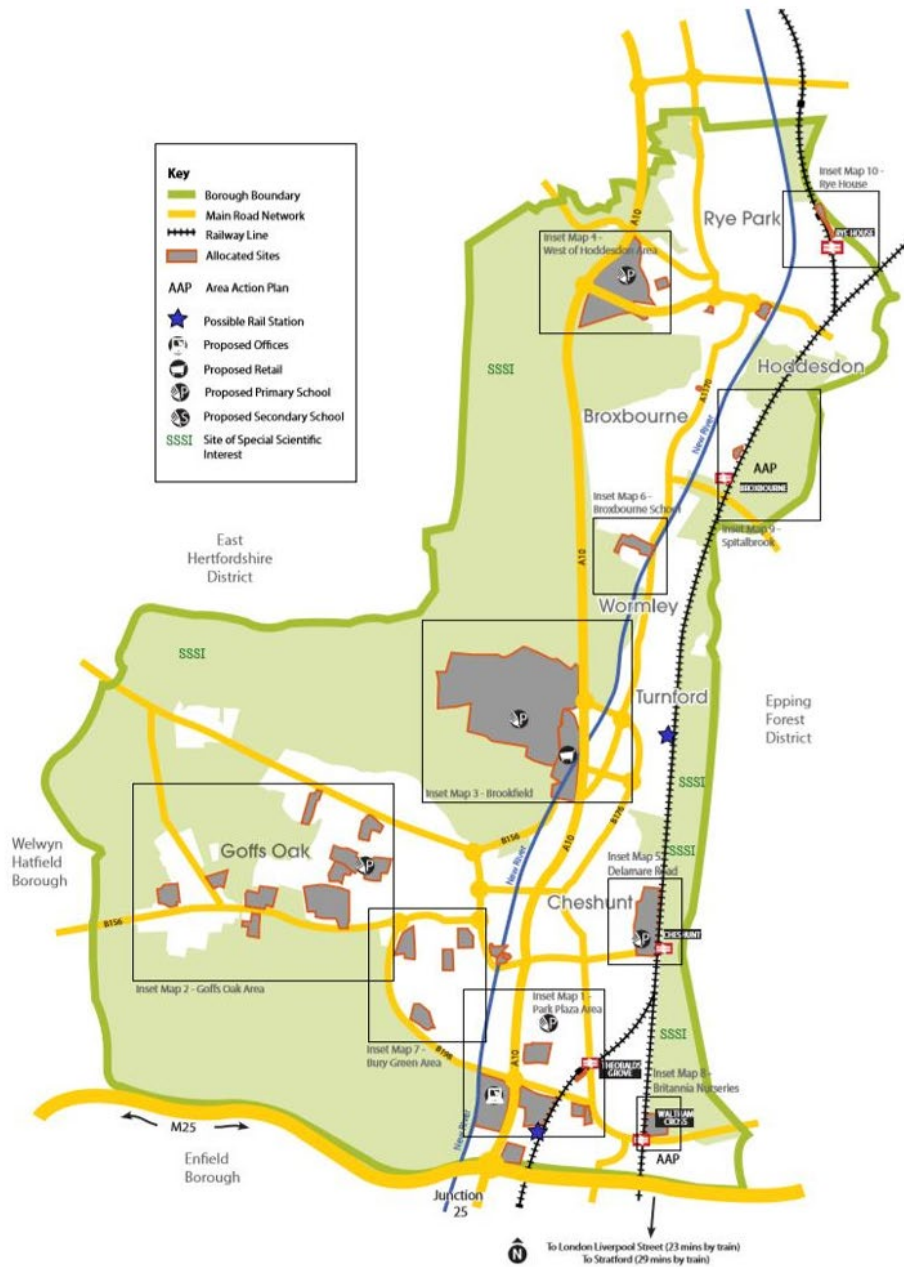 Key
Borough Boundary
Main Road Network
Railway Line
Allocated Sites
AAP Area Action Plan
Possible Rail Station
Proposed Offices
Proposed Retail
P Proposed Primary School
S Proposed Secondary School
SSSI Site of Special Scientific
Interest
Inset Map 10 -
Rye House
Rye Park
RYE HOUSE
A10
Inset Map 4 -
West of Hoddesdon Area
P
SSSI
Hoddesdon
A1170
Broxbourne
New River
AAP
BROXBOURNE
Inset Map 6 -
Broxbourne School
Inset Map 9 -
Spitalbrook
East
Hertfordshire
District
A10
Wormley
SSSI
Turnford
Epping
Forest
District
P
Inset Map 3 - Brookfield
SSSI
B176
B156
A10
Welwyn
Hatfield
Borough
Goffs Oak
P
New River
Inset Map 5 -
Delamare Road
SSSI
Cheshunt
B156
P
CHESHUNT
Inset Map 2 - Goffs Oak Area
Inset Map 1 -
Park Plaza Area
P
SSSI
Inset Map 7 -
Bury Green Area
B198
A10
THEOBALDS
GROVE
Inset Map 8 -
Britannia Nurseries
WALTHAM
CROSS
New River
M25
AAP
Enfield
Borough
Junction
25
N
To London Liverpool Street (23 mins by train)
To Stratford (29 mins by train)